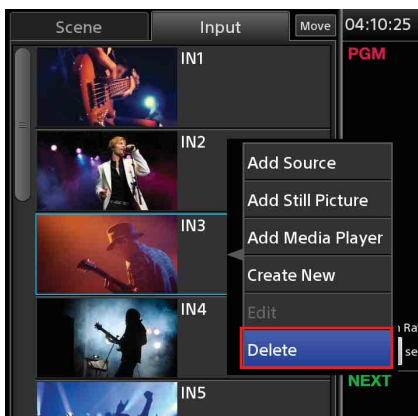 Scene
Input
Move
04:10:25
IN1
PGM
IN2
Add Source
Add Still Picture
IN3
Add Media Player
Create New
IN4
Edit
Delete
NEXT
IN5